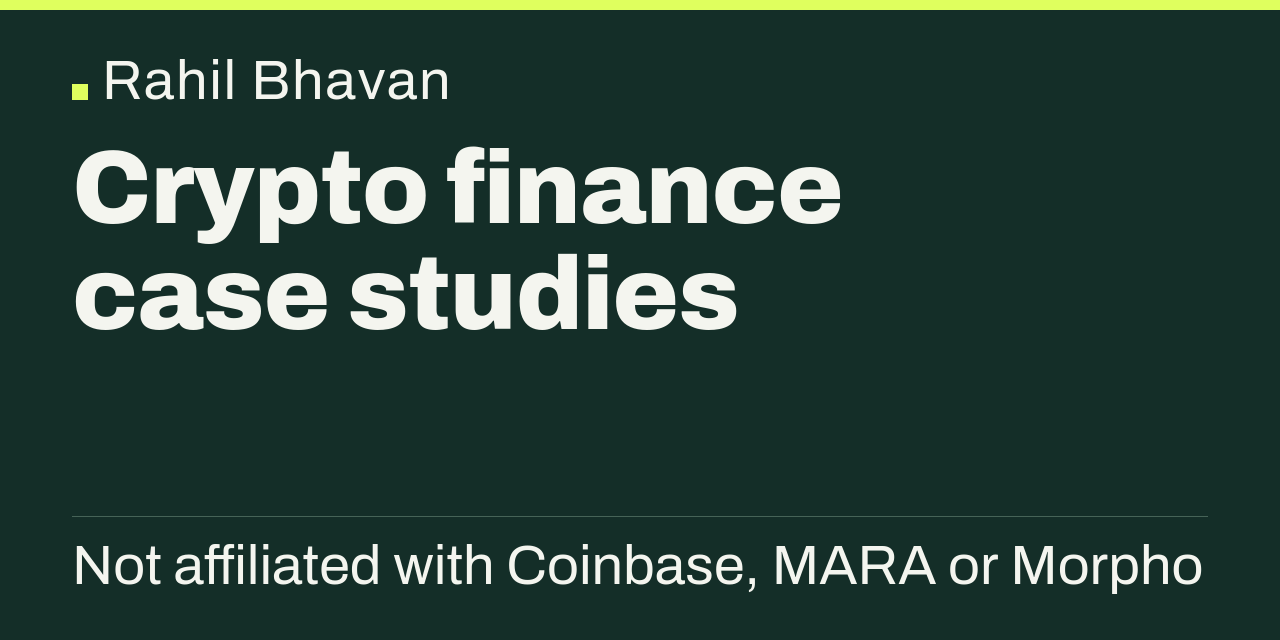 Rahil Bhavan
Crypto finance
case studies
Not affiliated with Coinbase, MARA or Morpho